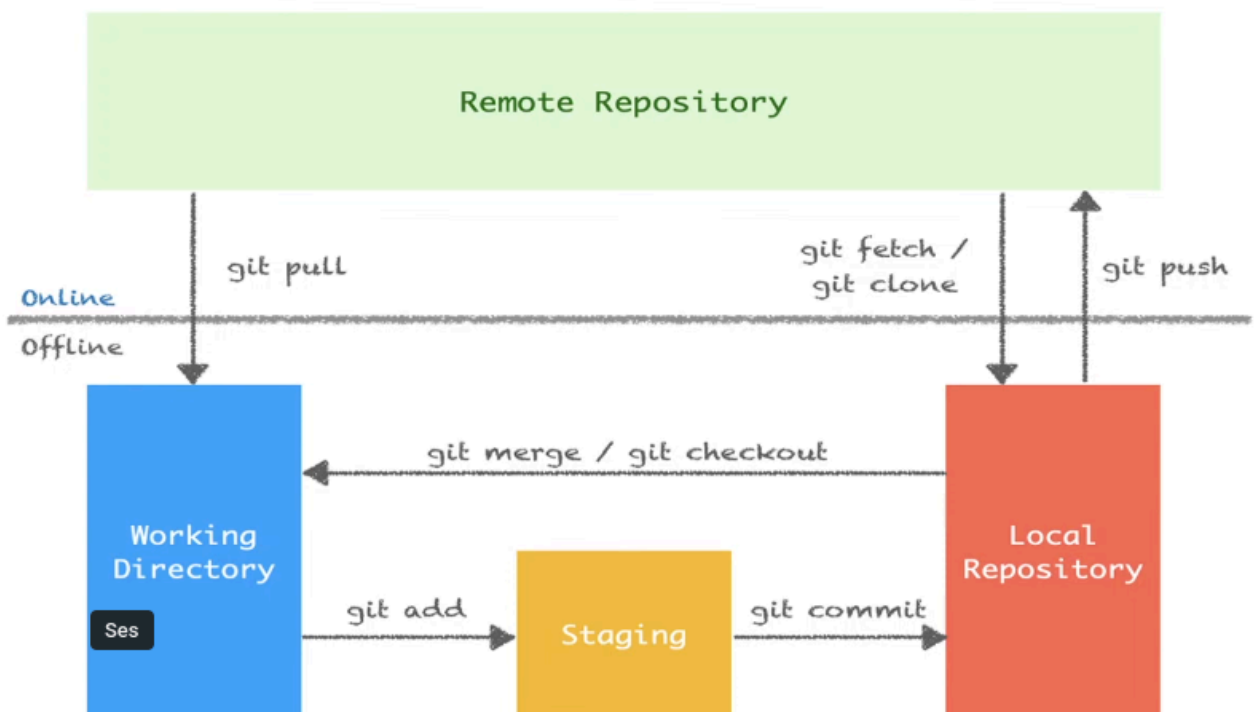 Remote Repository
git pull
git fetch /
git clone
git push
Online
Offline
git merge / git checkout
Working
Directory
Local
Repository
git add
git commit
Ses
Staging